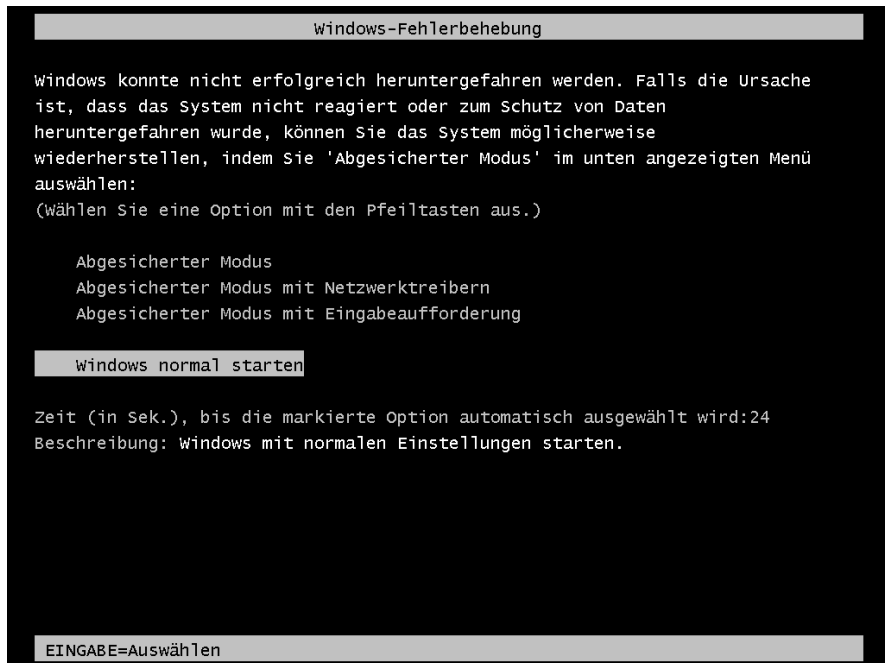 Windows-Fehlerbehebung
Windows konnte nicht erfolgreich heruntergefahren werden. Falls die Ursache
ist, dass das System nicht reagiert oder zum Schutz von Daten
heruntergefahren wurde, können Sie das System möglicherweise
wiederherstellen, indem Sie 'Abgesicherter Modus' im unten angezeigten Menü
auswählen:
(Wählen Sie eine Option mit den Pfeiltasten aus.)
Abgesicherter Modus
Abgesicherter Modus mit Netzwerktreibern
Abgesicherter Modus mit Eingabeaufforderung
Windows normal starten
Zeit (in Sek.), bis die markierte Option automatisch ausgewählt wird:24
Beschreibung: Windows mit normalen Einstellungen starten.
EINGABE=Auswählen